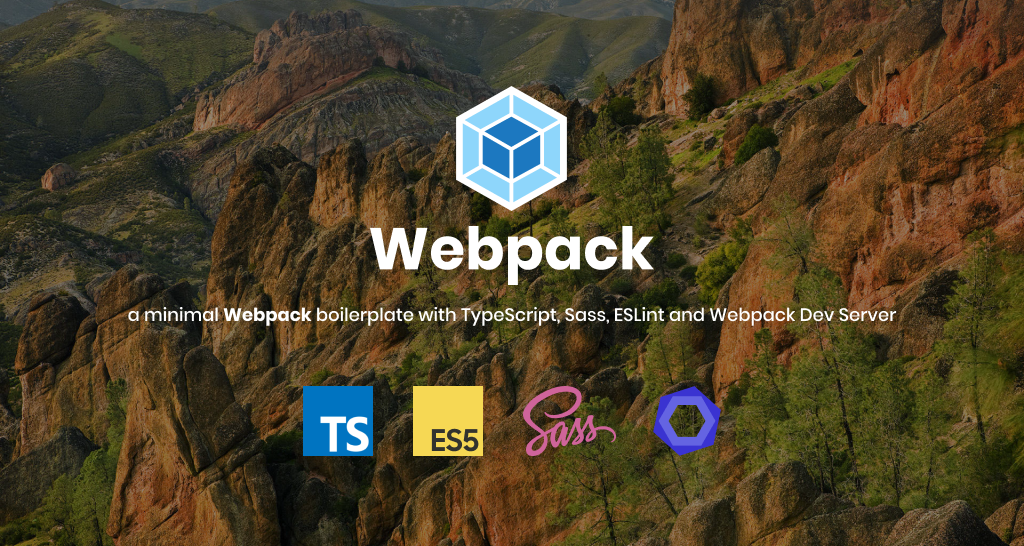 Webpack
a minimal Webpack boilerplate with TypeScript, Sass, ESLint and Webpack Dev Server
TS
ES5
Sass